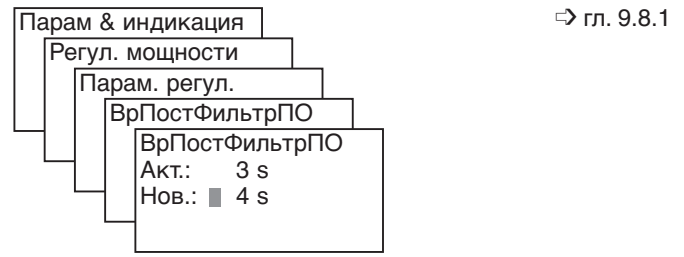 Парам & индикация
Регул. мощности
Парам. регул.
ВрПостФильтрПО
ВрПостФильтрПО
Акт.: 3 s
Нов.: 4 s
➪ гл. 9.8.1